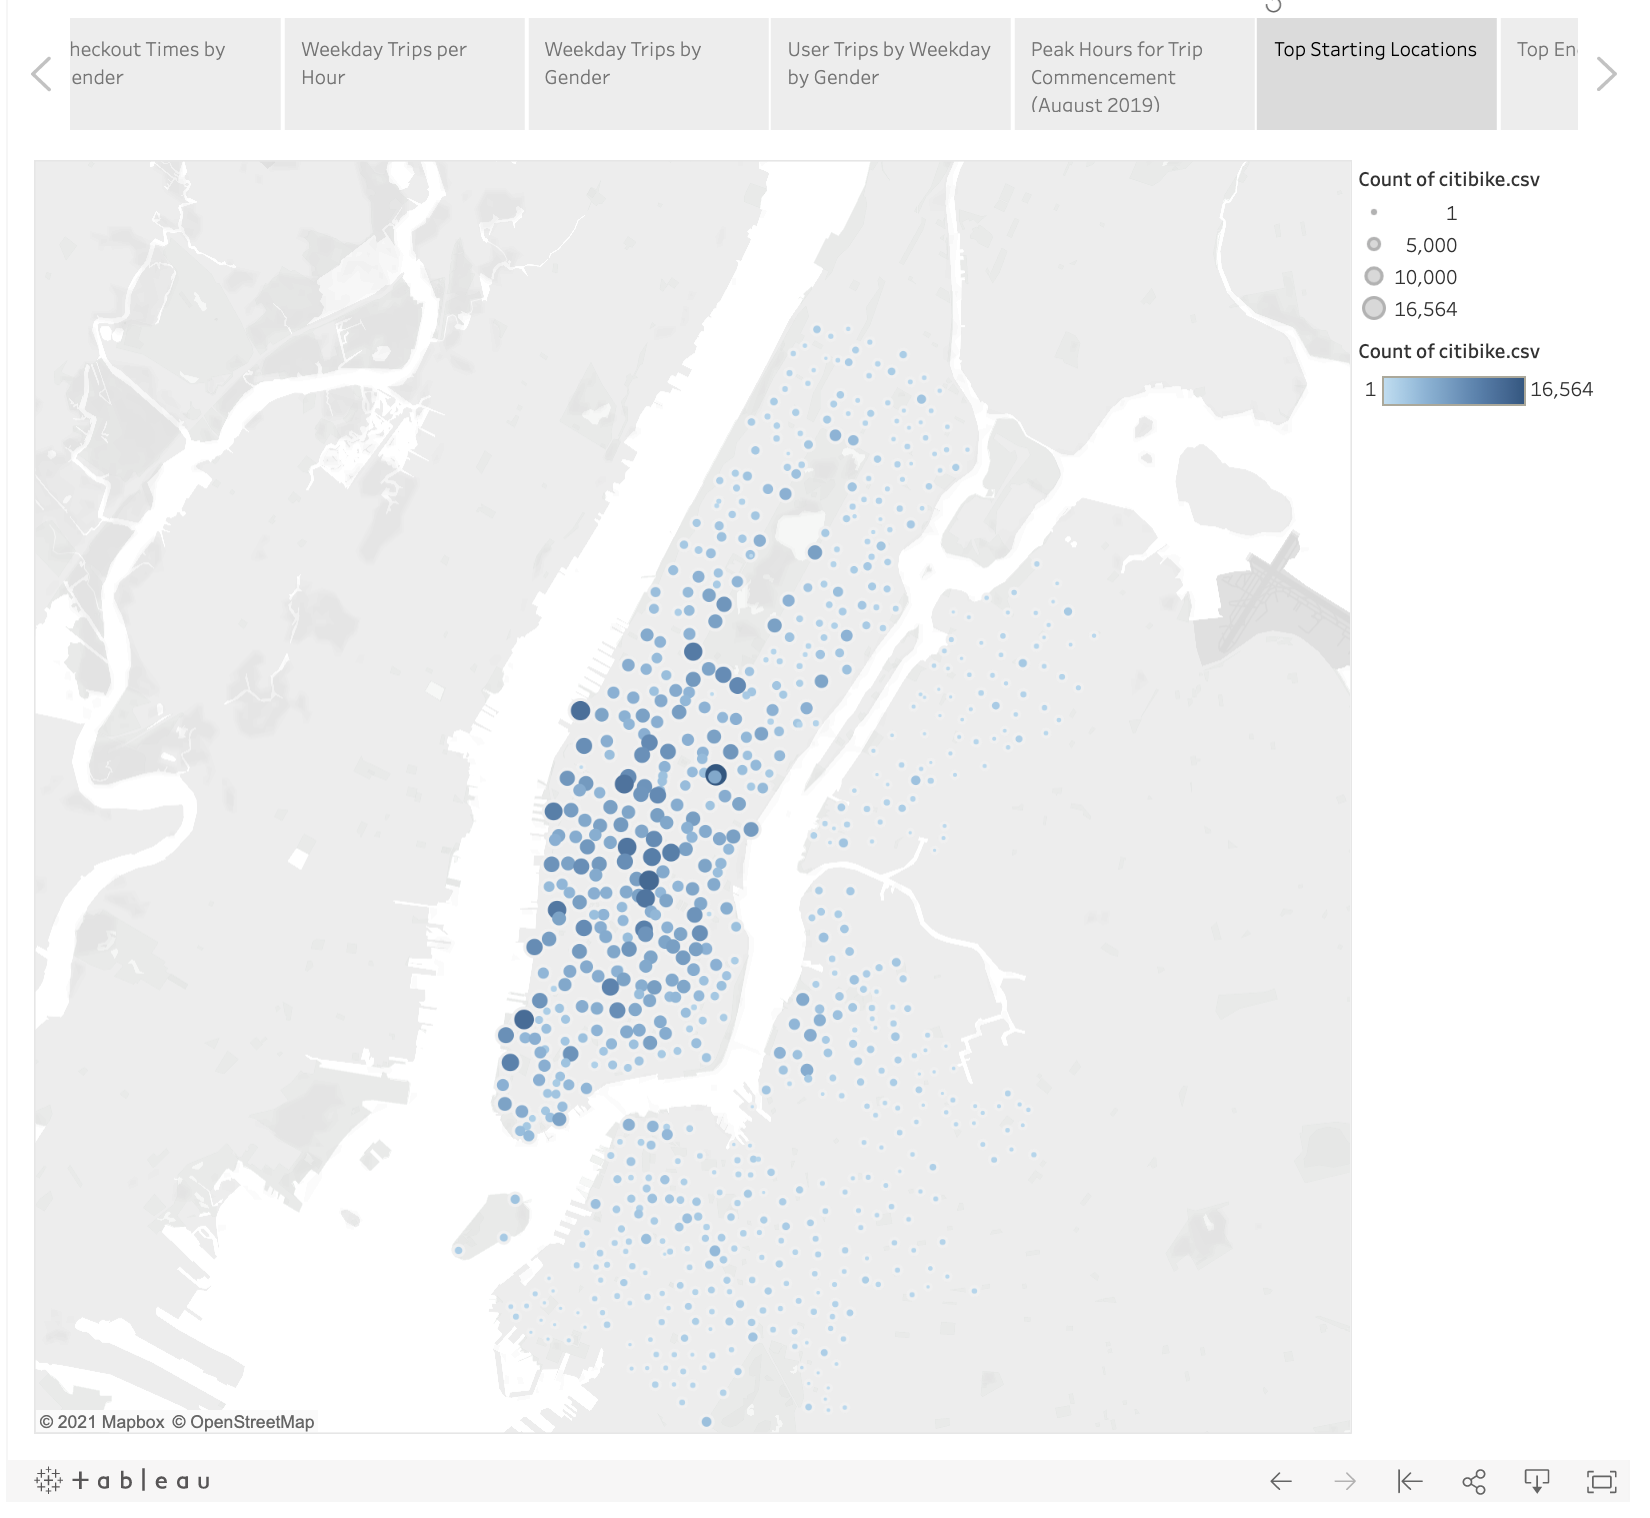 heckout Times by
ender
Weekday Trips per
Hour
Weekday Trips by
Gender
User Trips by Weekday
by Gender
Peak Hours for Trip
Commencement
(August 2019)
Top Starting Locations
Top En
Count of citibike.csv
1
5,000
10,000
16,564
Count of citibike.csv
1 16,564
© 2021 Mapbox © OpenStreetMap
+ a b | e a u